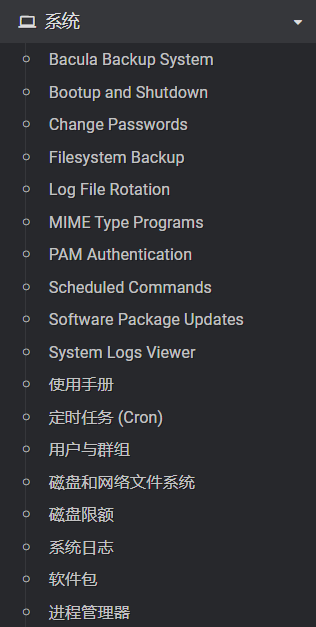 系统
Bacula Backup System
Bootup and Shutdown
Change Passwords
Filesystem Backup
Log File Rotation
MIME Type Programs
PAM Authentication
Scheduled Commands
Software Package Updates
System Logs Viewer
使用手册
定时任务 (Cron)
用户与群组
磁盘和网络文件系统
磁盘限额
系统日志
软件包
进程管理器